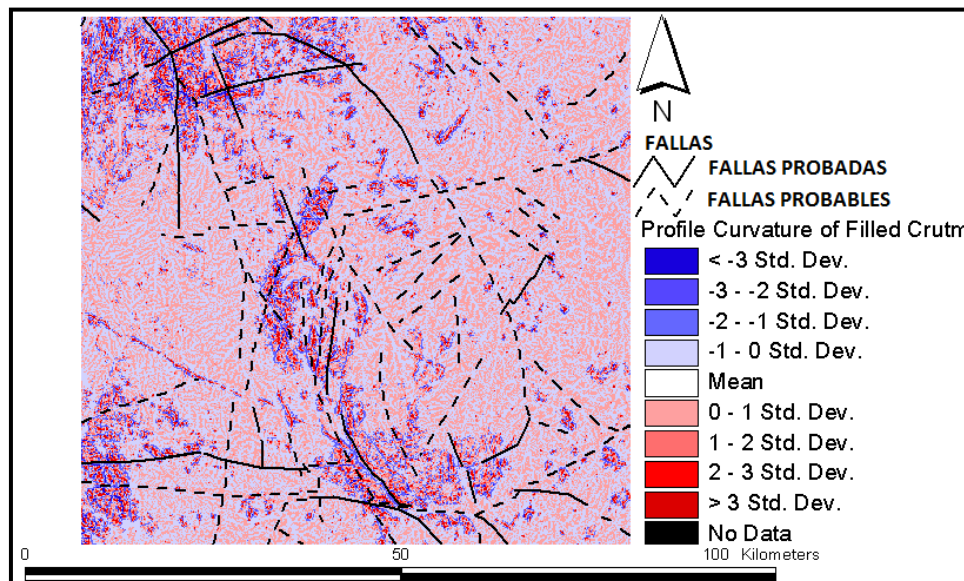 N
FALLAS
FALLAS PROBADAS
FALLAS PROBABLES
Profile Curvature of Filled Crutm
< -3 Std. Dev.
-3 - -2 Std. Dev.
-2 - -1 Std. Dev.
-1 - 0 Std. Dev.
Mean
0 - 1 Std. Dev.
1 - 2 Std. Dev.
2 - 3 Std. Dev.
> 3 Std. Dev.
No Data
0 50 100 Kilometers